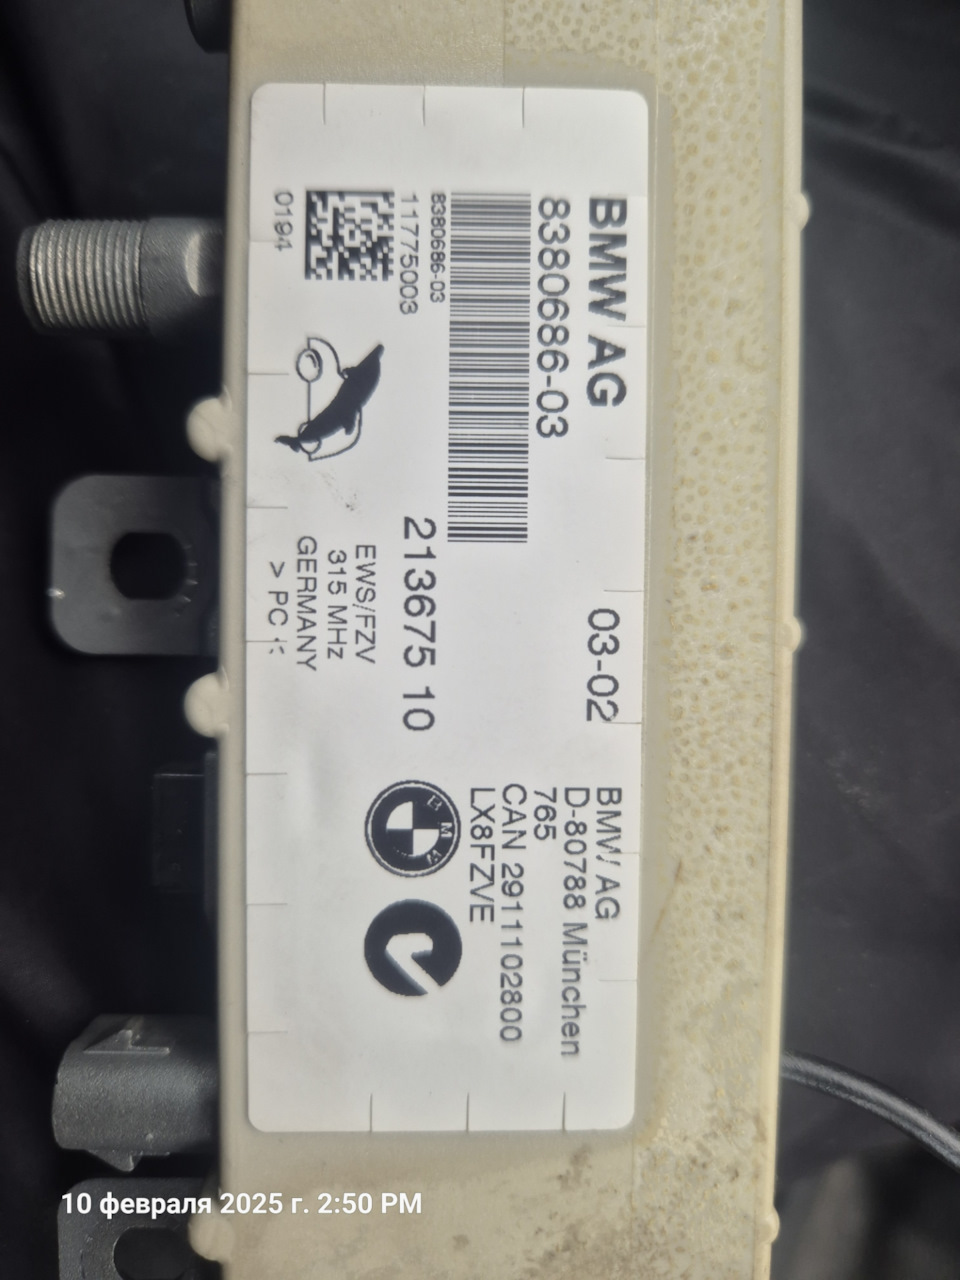 BMW AG
8380686-03
03-02
8380686-03
11775003
0194
213675 10
EWS/FZV
315 MHz
GERMANY
> PC <
BMW AG
D-80788 München
765
CAN 2911102800
LX8FZVE
10 февраля 2025 г. 2:50 PM